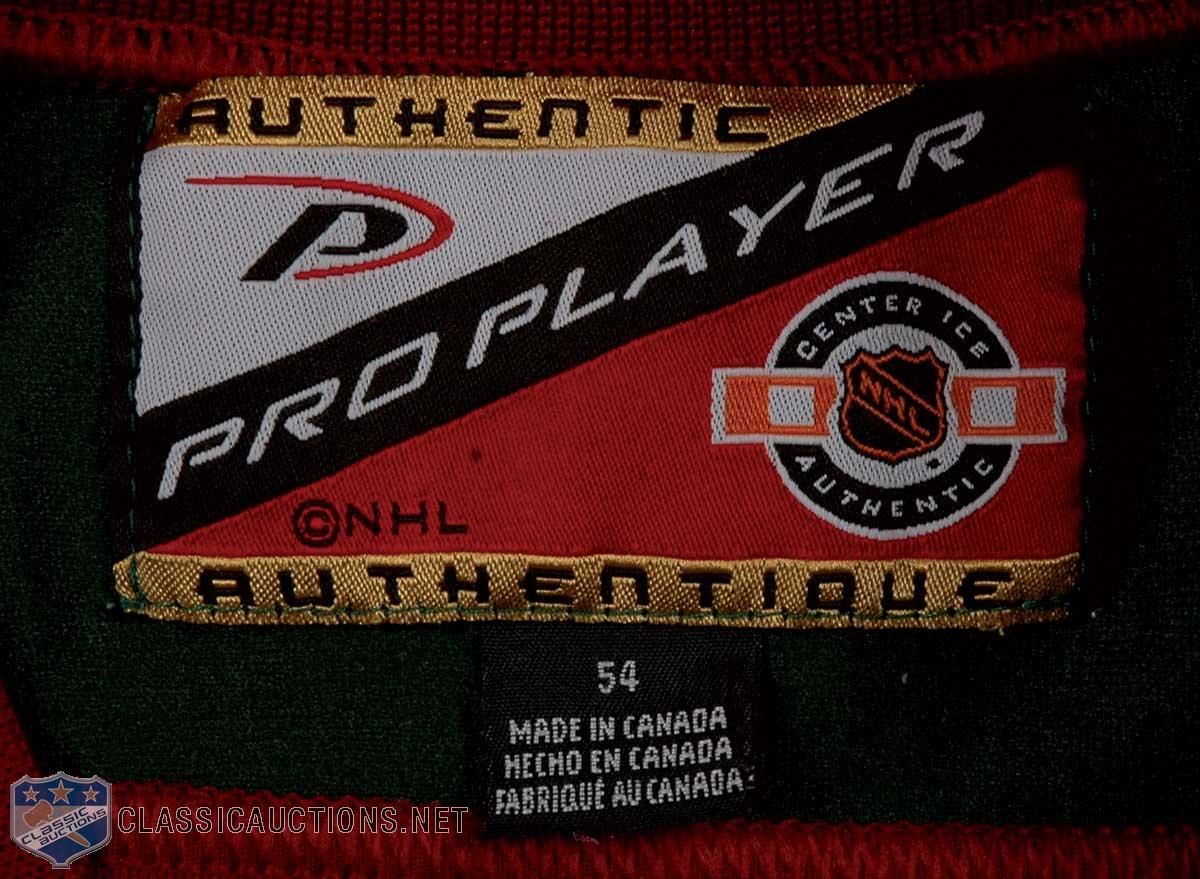 AUTHENTIC
PRO PLAYER
CENTER ICE
NHL
AUTHENTIC
©NHL
AUTHENTIQUE
54
MADE IN CANADA
HECHO EN CANADA
FABRIQUÉ AU CANADA
CLASSIC
AUCTIONS
CLASSICAUCTIONS.NET